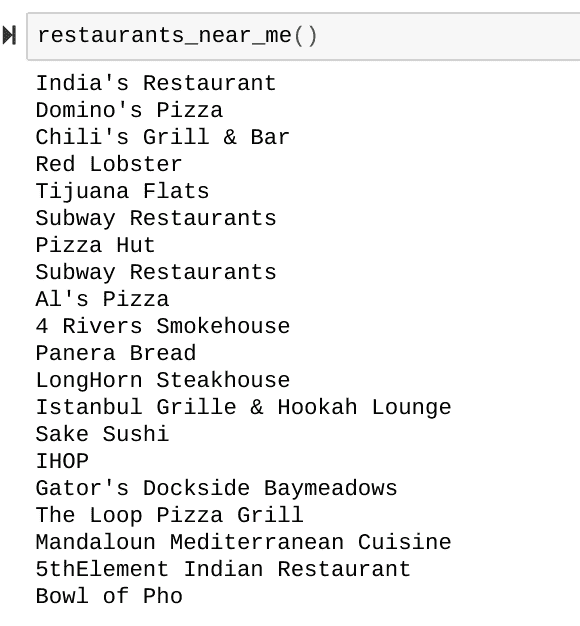 restaurants_near_me()
India's Restaurant
Domino's Pizza
Chili's Grill & Bar
Red Lobster
Tijuana Flats
Subway Restaurants
Pizza Hut
Subway Restaurants
Al's Pizza
4 Rivers Smokehouse
Panera Bread
LongHorn Steakhouse
Istanbul Grille & Hookah Lounge
Sake Sushi
IHOP
Gator's Dockside Baymeadows
The Loop Pizza Grill
Mandaloun Mediterranean Cuisine
5thElement Indian Restaurant
Bowl of Pho